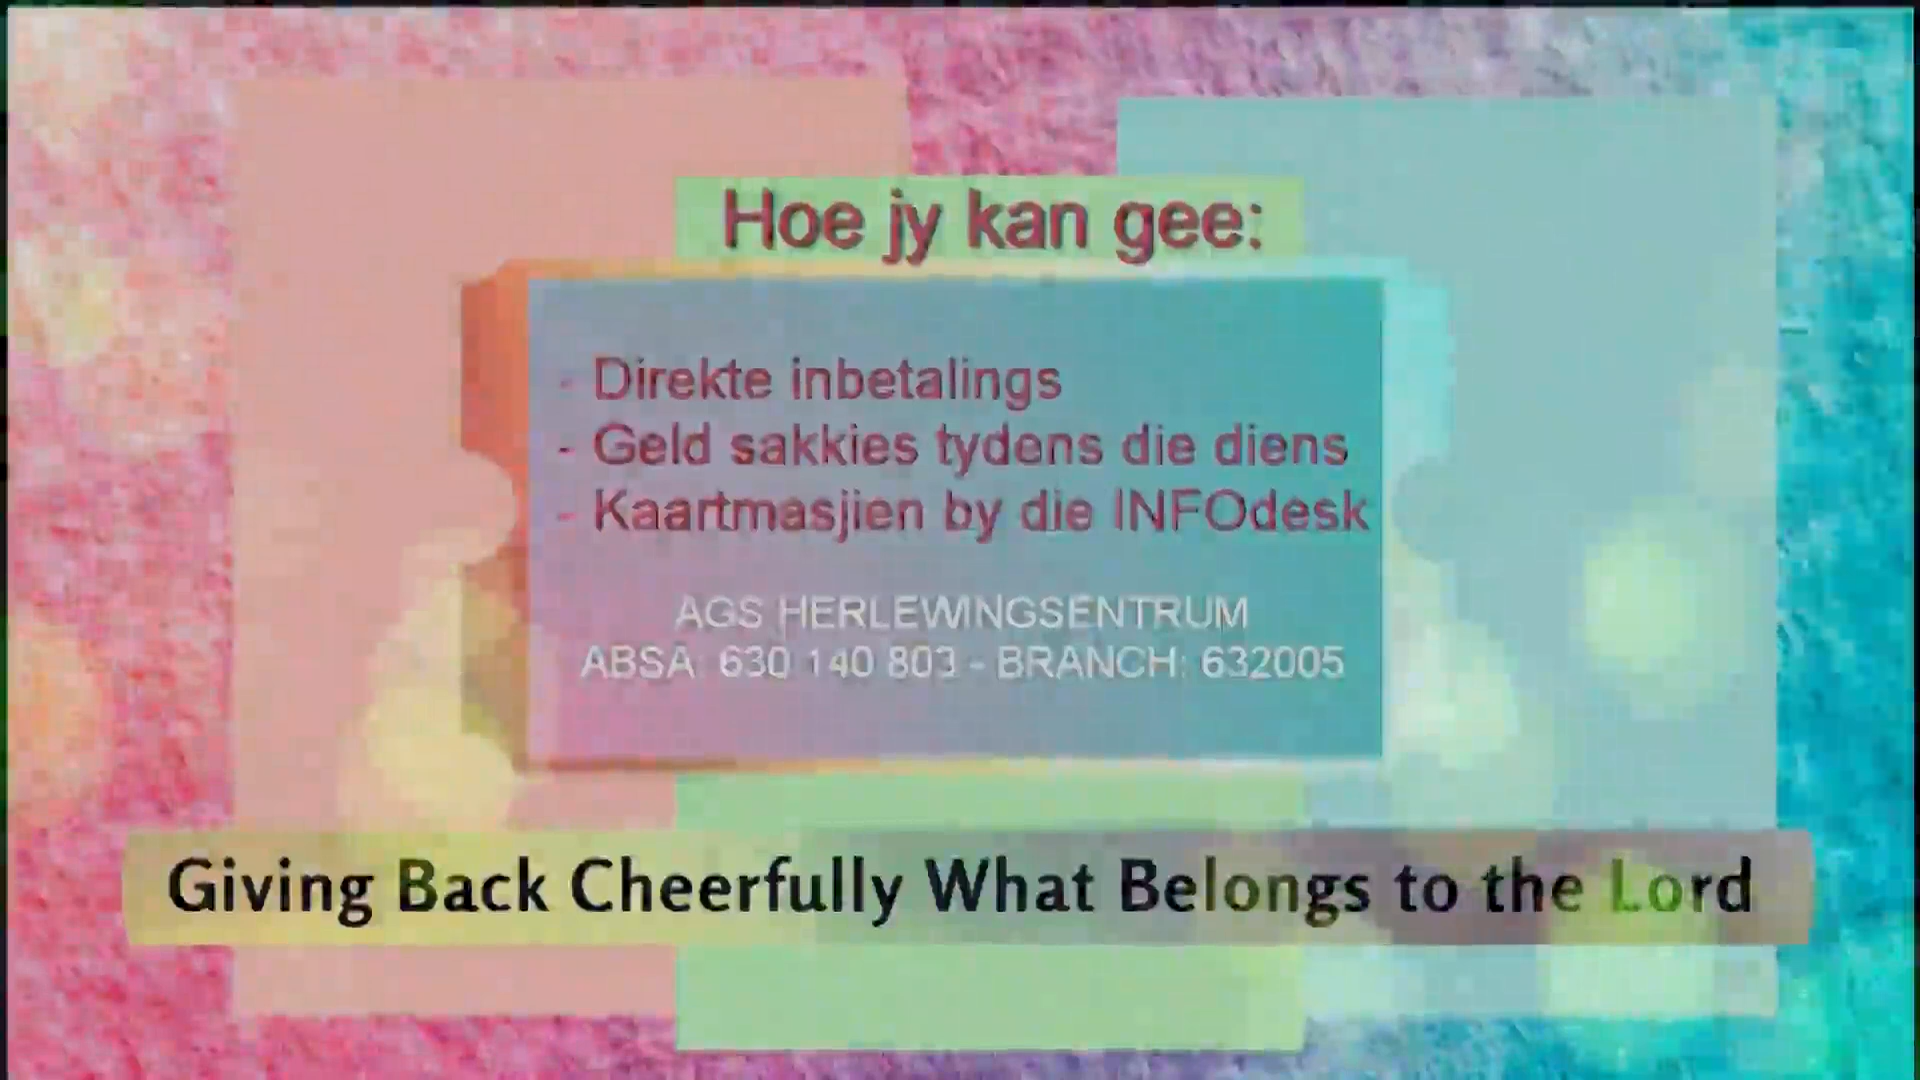 Hoe jy kan gee:
- Direkte inbetalings
- Geld sakkies tydens die diens
- Kaartmasjien by die INFOdesk
AGS HERLEWINGSENTRUM
ABSA: 630 140 803 - BRANCH: 632005
Giving Back Cheerfully What Belongs to the Lord